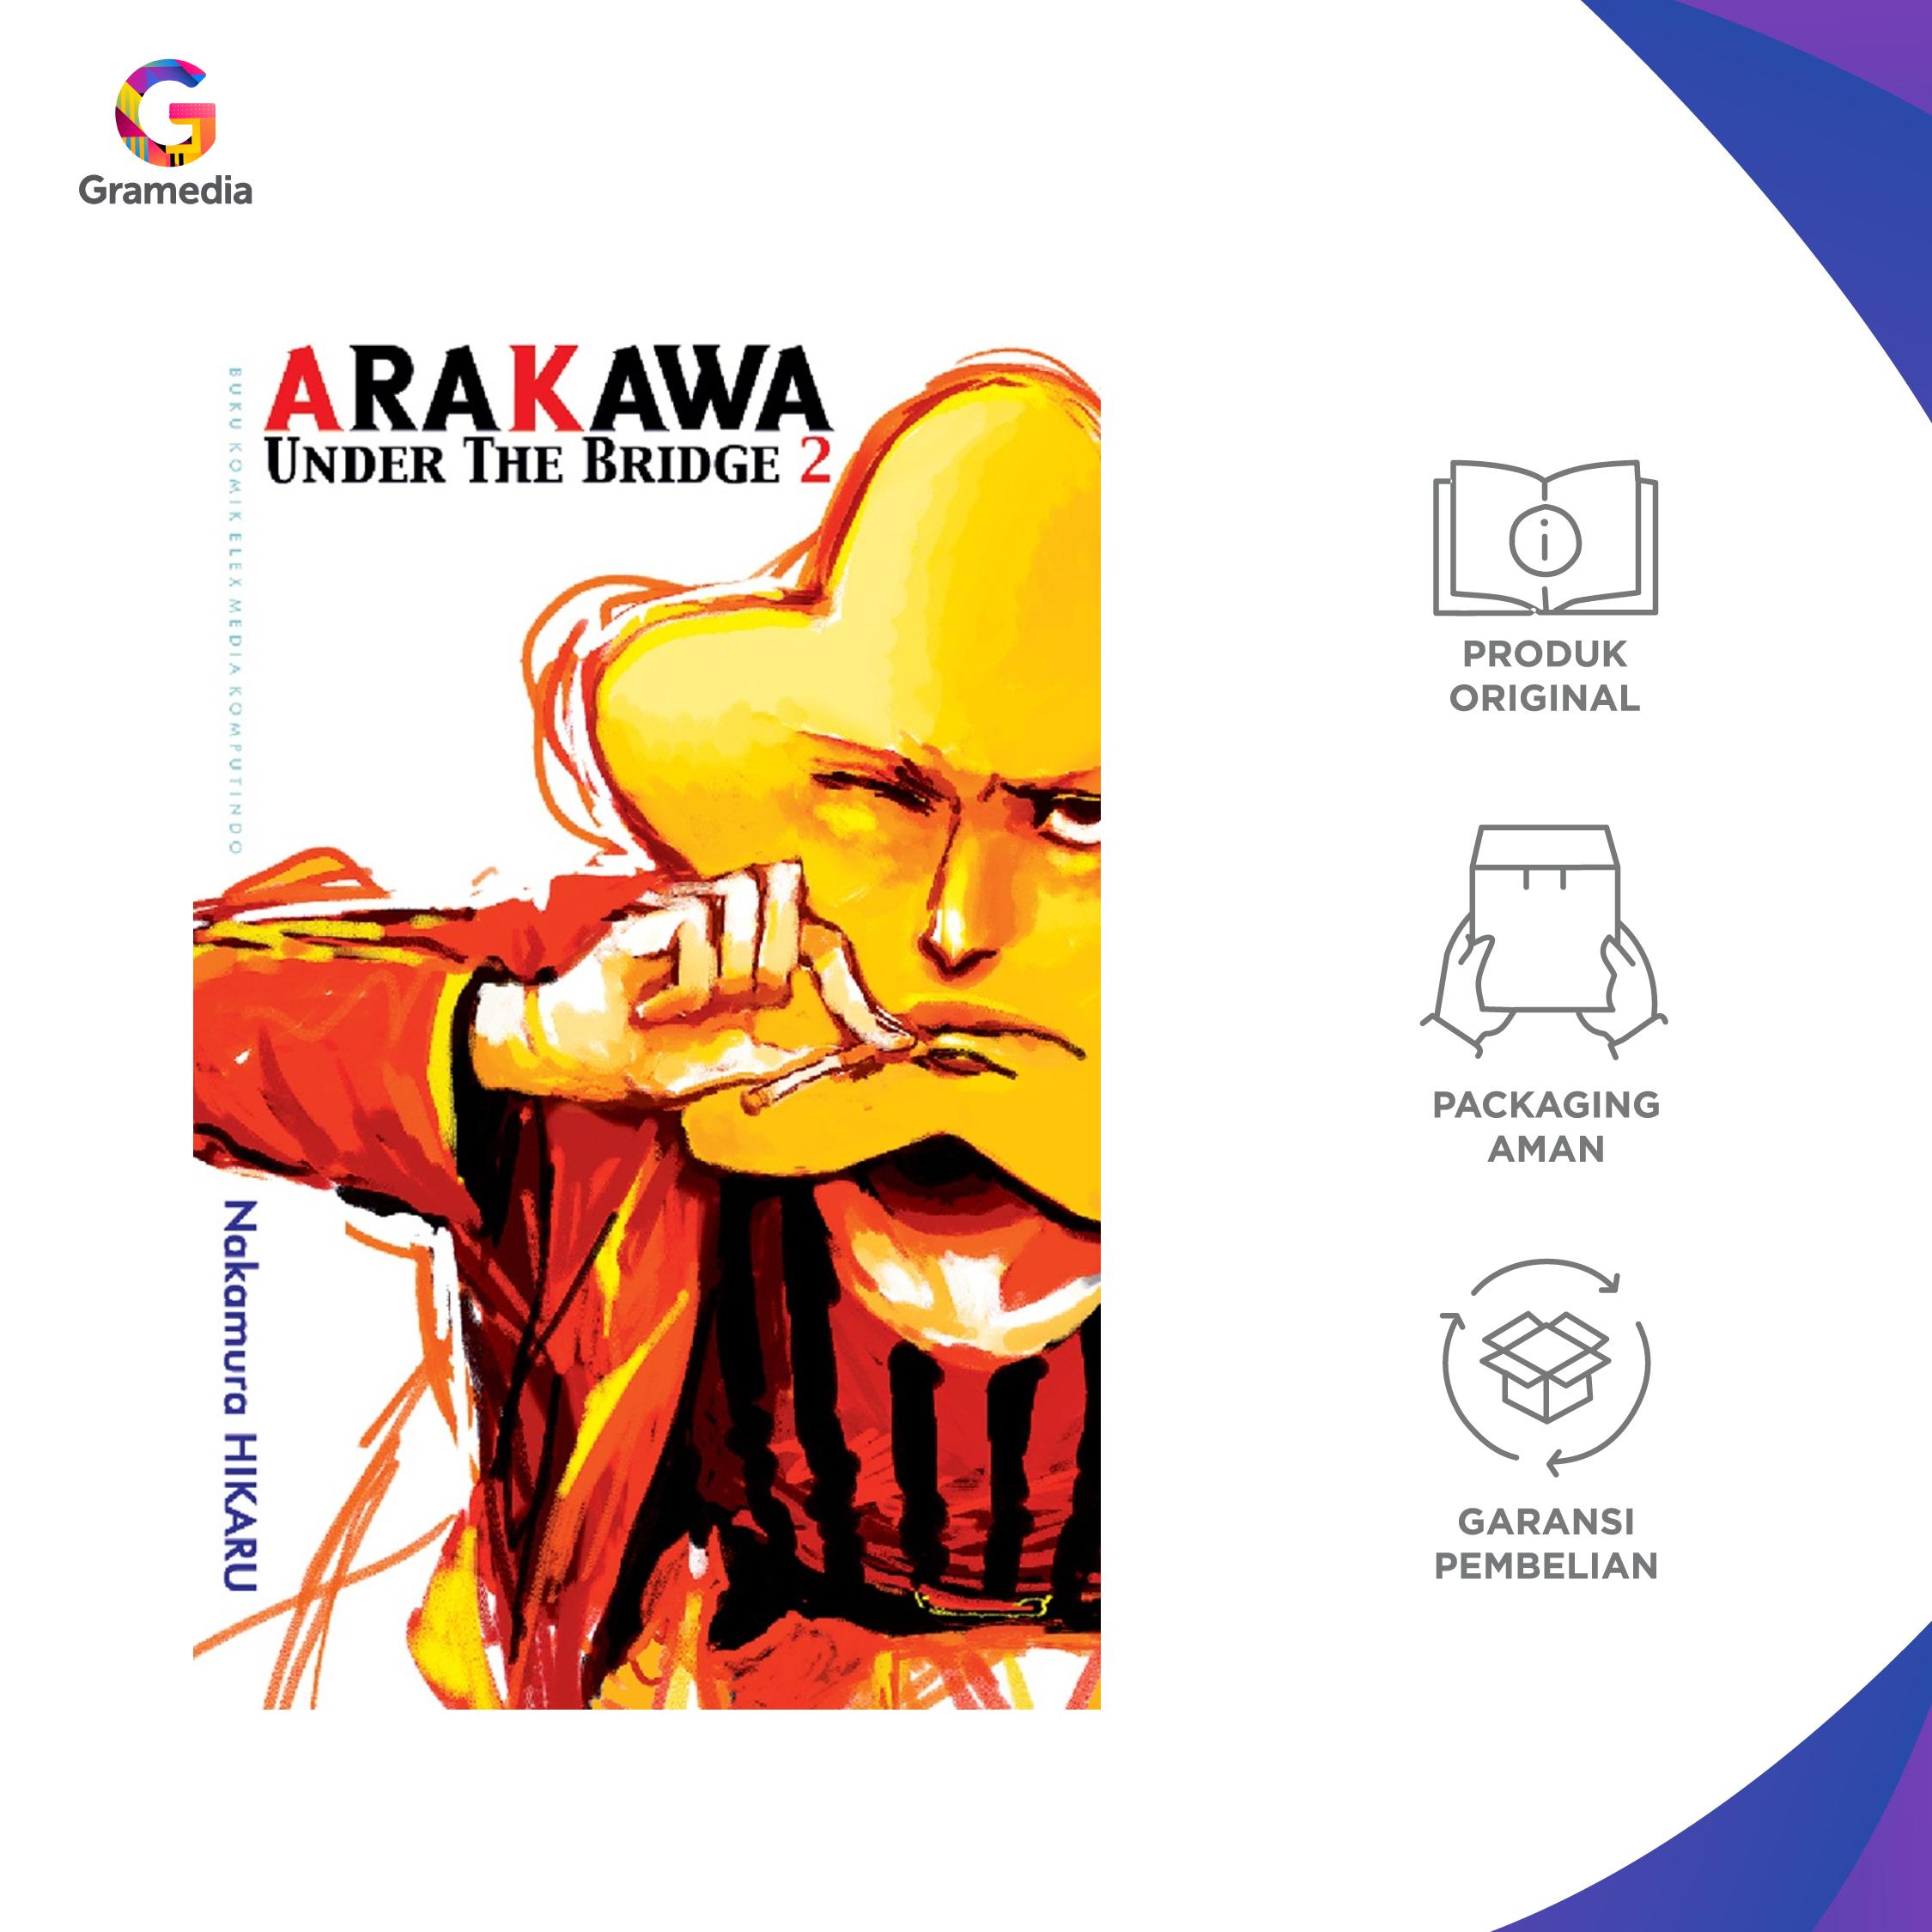 Gramedia
ARAKAWA
UNDER THE BRIDGE 2
BUKU KOMIK ELEX MEDIA KOMPUTINDO
Nakamura HIKARU
PRODUK
ORIGINAL
PACKAGING
AMAN
GARANSI
PEMBELIAN